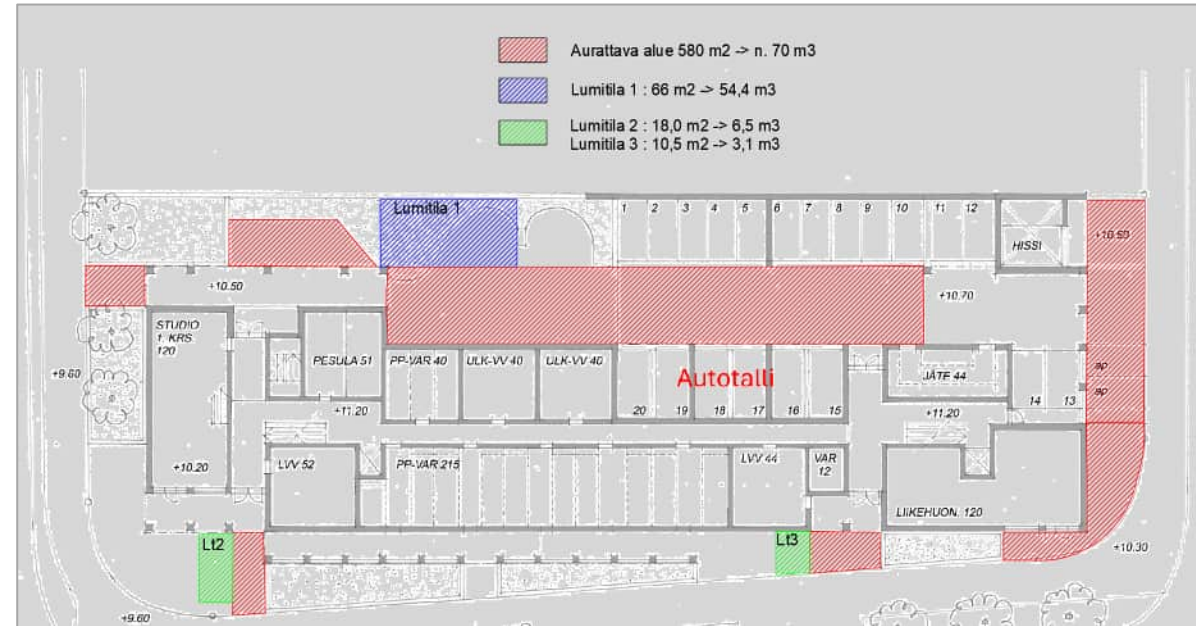 Aurattava alue 580 m2 -> n. 70 m3
Lumitila 1 : 66 m2 -> 54,4 m3
Lumitila 2 : 18,0 m2 -> 6,5 m3
Lumitila 3 : 10,5 m2 -> 3,1 m3
Lumitila 1
1 2 3 4 5 6 7 8 9 10 11 12
HISSI
+10.50
+10.50
+10.70
STUDIO
1. KRS
120
PESULA 51
PP-VAR 40
ULK-VV 40
ULK-VV 40
Autotalli
JÄTE 44
ap
ap
+9.60
20 19 18 17 16 15
14 13
+11.20
+11.20
+10.20
LVV 52
PP-VAR 215
LVV 44
VAR
12
LIIKEHUON. 120
Lt2
Lt3
+10.30
+9.60